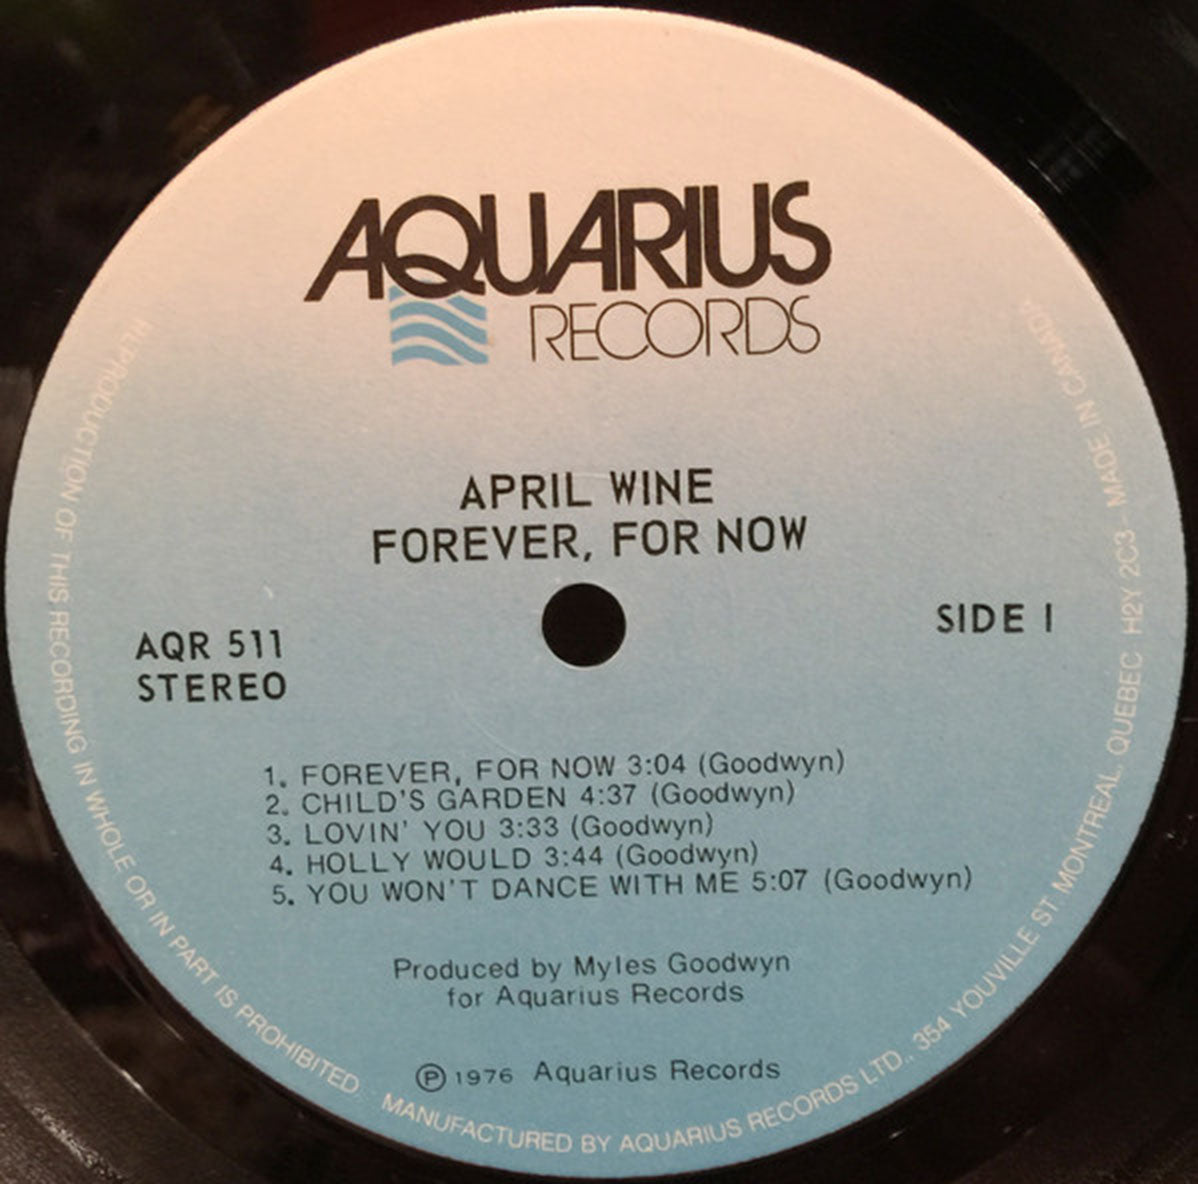 AQUARIUS
RECORDS
APRIL WINE
FOREVER, FOR NOW
AQR 511
STEREO
SIDE 1
1. FOREVER, FOR NOW 3:04 (Goodwyn)
2. CHILD'S GARDEN 4:37 (Goodwyn)
3. LOVIN' YOU 3:33 (Goodwyn)
4. HOLLY WOULD 3:44 (Goodwyn)
5. YOU WON'T DANCE WITH ME 5:07 (Goodwyn)
Produced by Myles Goodwyn
for Aquarius Records
Ⓟ 1976 Aquarius Records
REPRODUCTION OF THIS RECORDING IN WHOLE OR IN PART IS PROHIBITED. MANUFACTURED BY AQUARIUS RECORDS LTD., 354 YOUVILLE ST. MONTREAL, QUEBEC H2Y 2C3 MADE IN CANADA